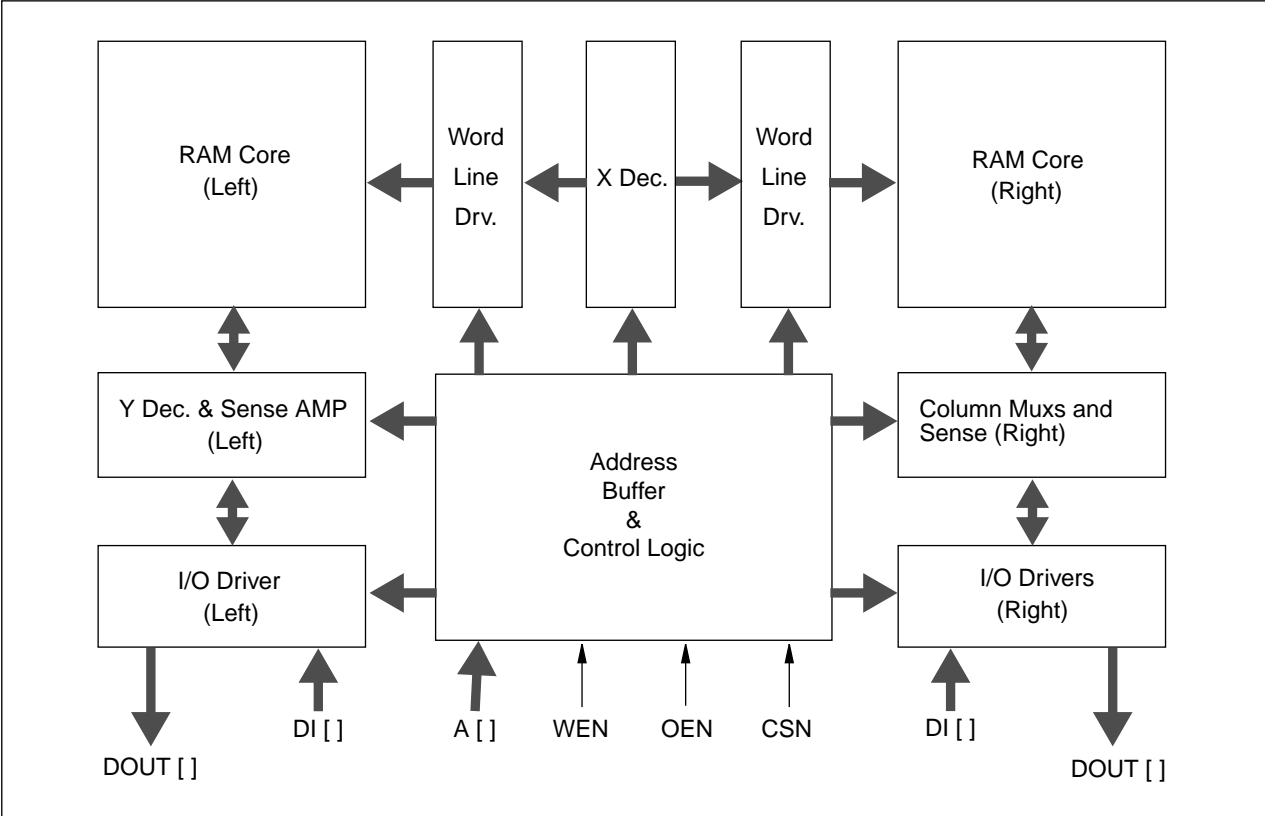 RAM Core
(Left)
Word
Line
Drv.
X Dec.
Word
Line
Drv.
RAM Core
(Right)
Y Dec. & Sense AMP
(Left)
Address
Buffer
&
Control Logic
Column Muxs and
Sense (Right)
I/O Driver
(Left)
I/O Drivers
(Right)
DOUT [ ]
DI [ ]
A [ ]
WEN
OEN
CSN
DI [ ]
DOUT [ ]